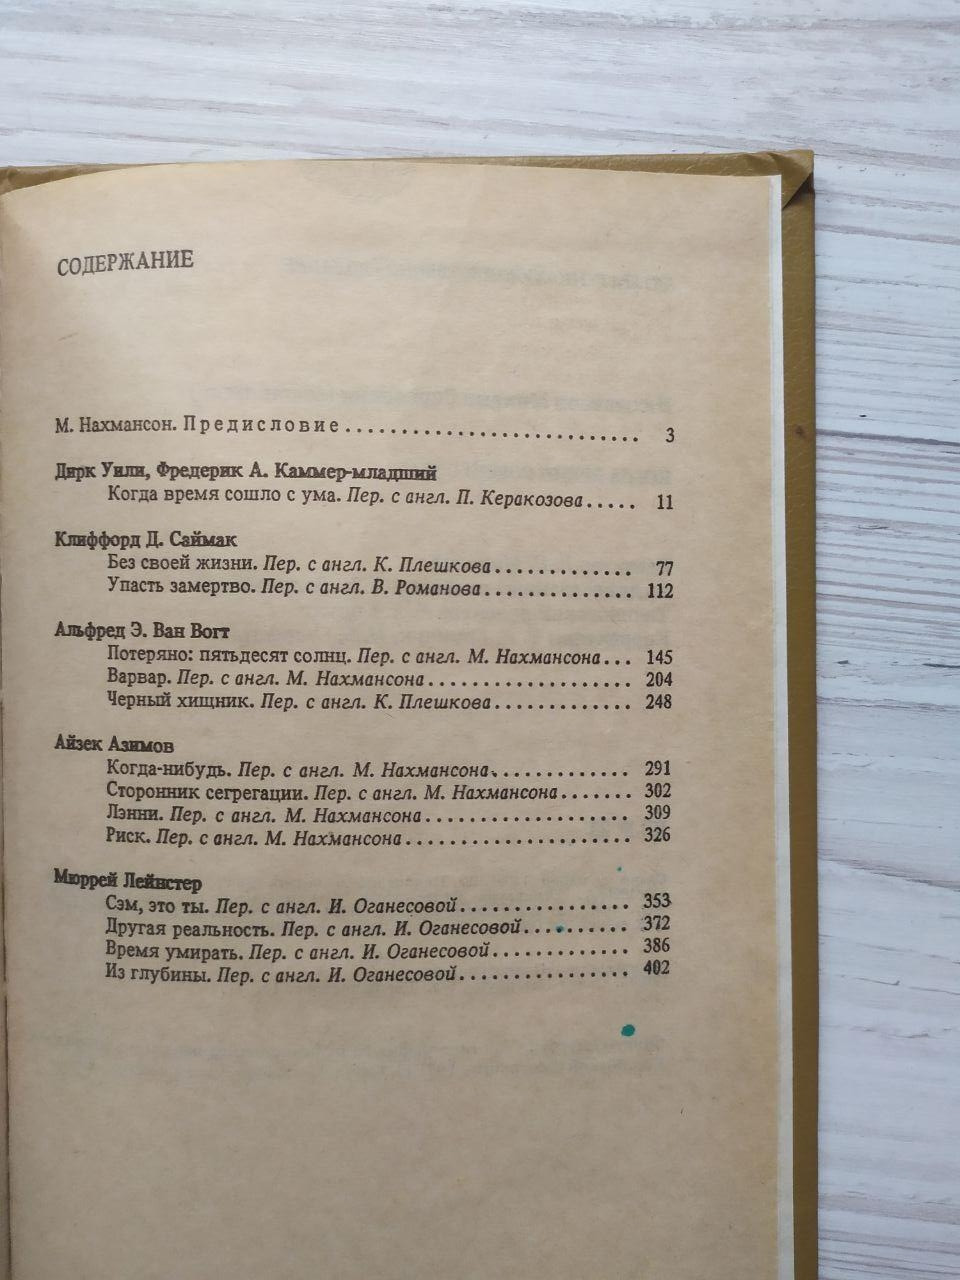 СОДЕРЖАНИЕ
М. Нахмансон. Предисловие............................ 3
Дирк Уили, Фредерик А. Каммер-младший
Когда время сошло с ума. Пер. с англ. П. Керакозова..... 11
Клиффорд Д. Саймак
Без своей жизни. Пер. с англ. К. Плешкова............. 77
Упасть замертво. Пер. с англ. В. Романова.............. 112
Альфред Э. Ван Вогт
Потеряно: пятьдесят солнц. Пер. с англ. М. Нахмансона... 145
Варвар. Пер. с англ. М. Нахмансона................... 204
Черный хищник. Пер. с англ. К. Плешкова............. 248
Айзек Азимов
Когда-нибудь. Пер. с англ. М. Нахмансона............. 291
Сторонник сегрегации. Пер. с англ. М. Нахмансона....... 302
Лэнни. Пер. с англ. М. Нахмансона................... 309
Риск. Пер. с англ. М. Нахмансона..................... 326
Мюррей Лейнстер
Сэм, это ты. Пер. с англ. И. Оганесовой................ 353
Другая реальность. Пер. с англ. И. Оганесовой.......... 372
Время умирать. Пер. с англ. И. Оганесовой............. 386
Из глубины. Пер. с англ. И. Оганесовой................ 402